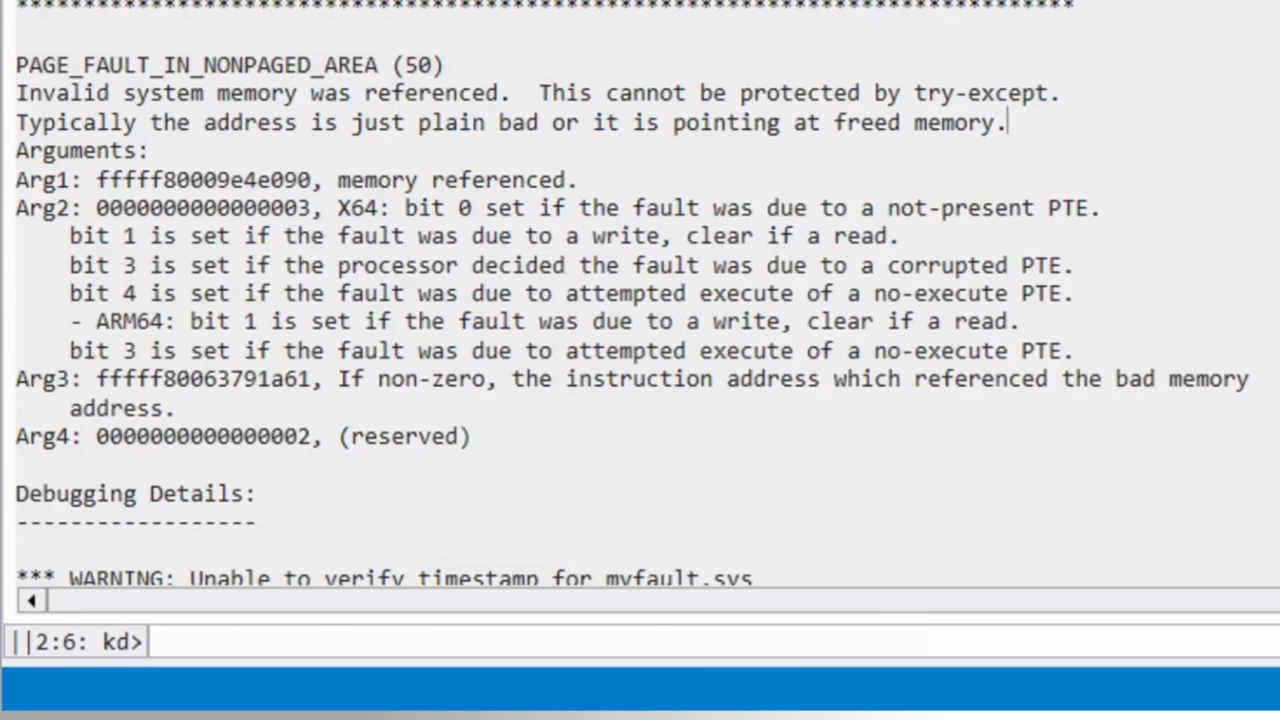 *******************************************************************************
PAGE_FAULT_IN_NONPAGED_AREA (50)
Invalid system memory was referenced.  This cannot be protected by try-except.
Typically the address is just plain bad or it is pointing at freed memory.
Arguments:
Arg1: fffff80009e4e090, memory referenced.
Arg2: 0000000000000003, X64: bit 0 set if the fault was due to a not-present PTE.
    bit 1 is set if the fault was due to a write, clear if a read.
    bit 3 is set if the processor decided the fault was due to a corrupted PTE.
    bit 4 is set if the fault was due to attempted execute of a no-execute PTE.
    - ARM64: bit 1 is set if the fault was due to a write, clear if a read.
    bit 3 is set if the fault was due to attempted execute of a no-execute PTE.
Arg3: fffff80063791a61, If non-zero, the instruction address which referenced the bad memory
    address.
Arg4: 0000000000000002, (reserved)
Debugging Details:
------------------
*** WARNING: Unable to verify timestamp for myfault.sys
||2:6: kd>